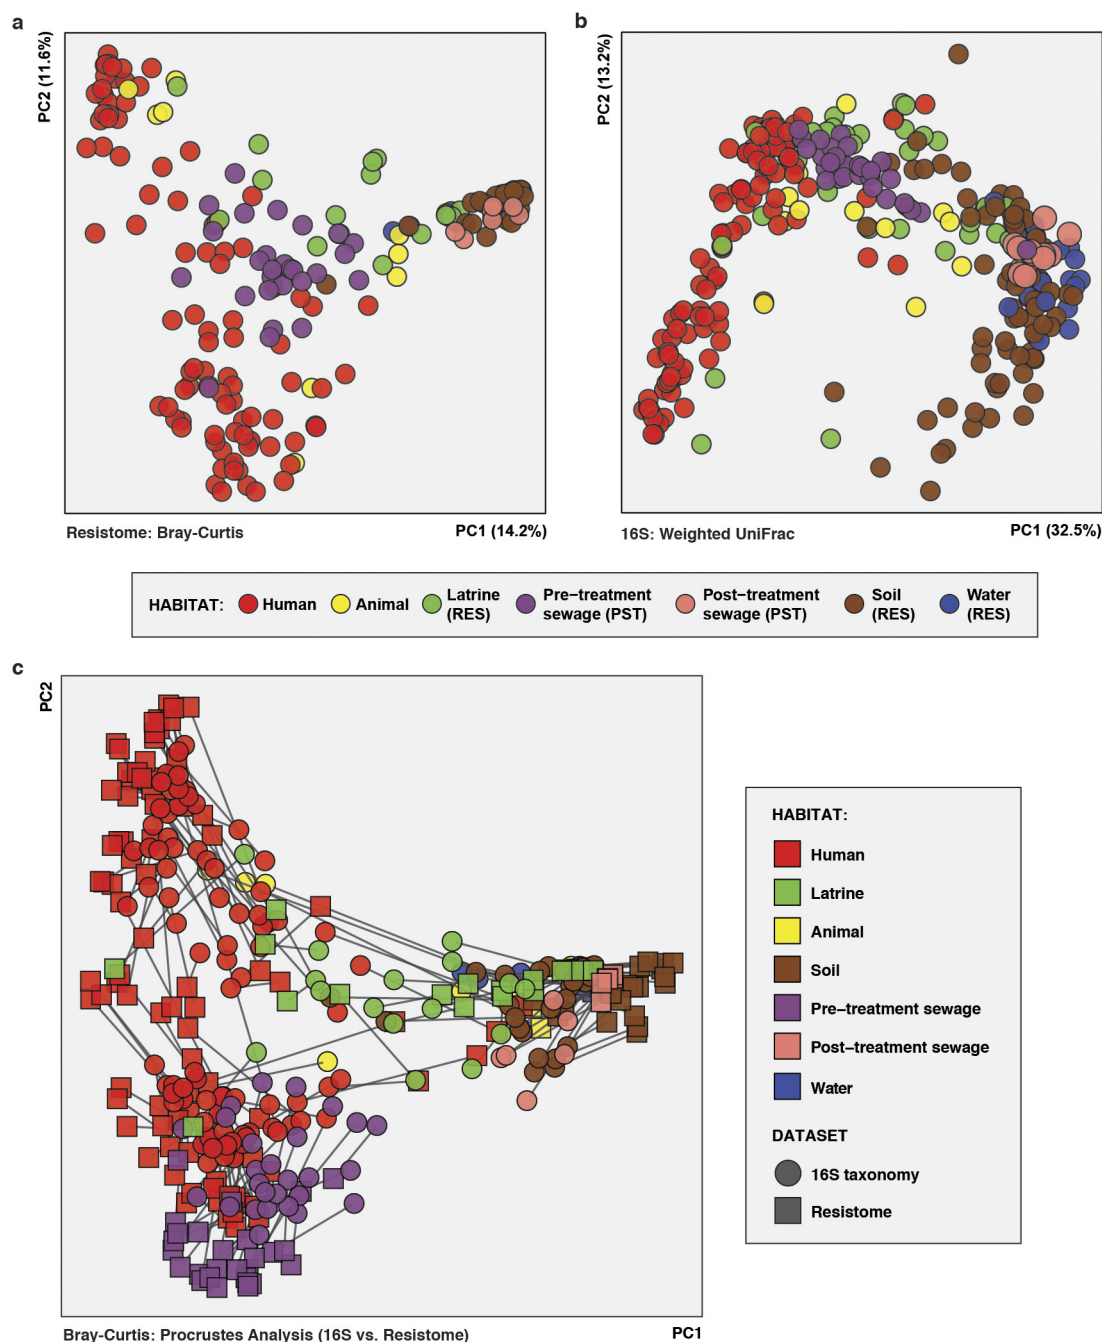 a
b
PC2 (11.6%)
PC2 (13.2%)
Resistome: Bray-Curtis
PC1 (14.2%)
16S: Weighted UniFrac
PC1 (32.5%)
HABITAT:
Human
Animal
Latrine
(RES)
Pre–treatment
sewage (PST)
Post–treatment
sewage (PST)
Soil
(RES)
Water
(RES)
c
PC2
HABITAT:
Human
Latrine
Animal
Soil
Pre–treatment sewage
Post–treatment sewage
Water
DATASET
16S taxonomy
Resistome
Bray-Curtis: Procrustes Analysis (16S vs. Resistome)
PC1